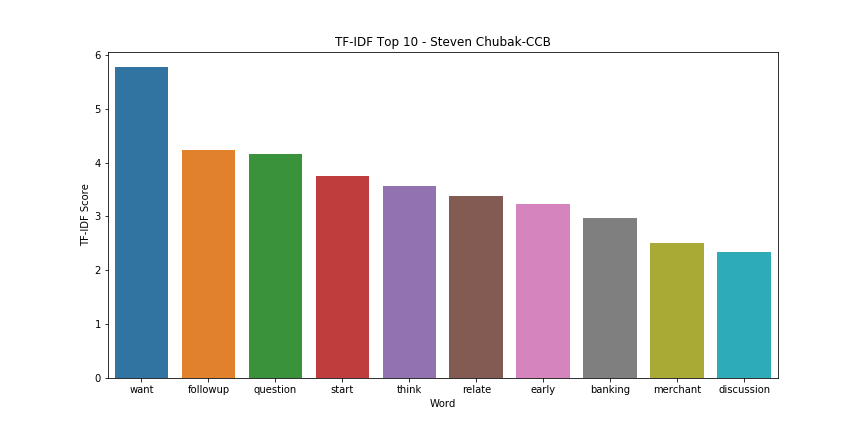 TF-IDF Top 10 - Steven Chubak-CCB
6
5
4
3
2
1
0
TF-IDF Score
want followup question start think relate early banking merchant discussion
Word